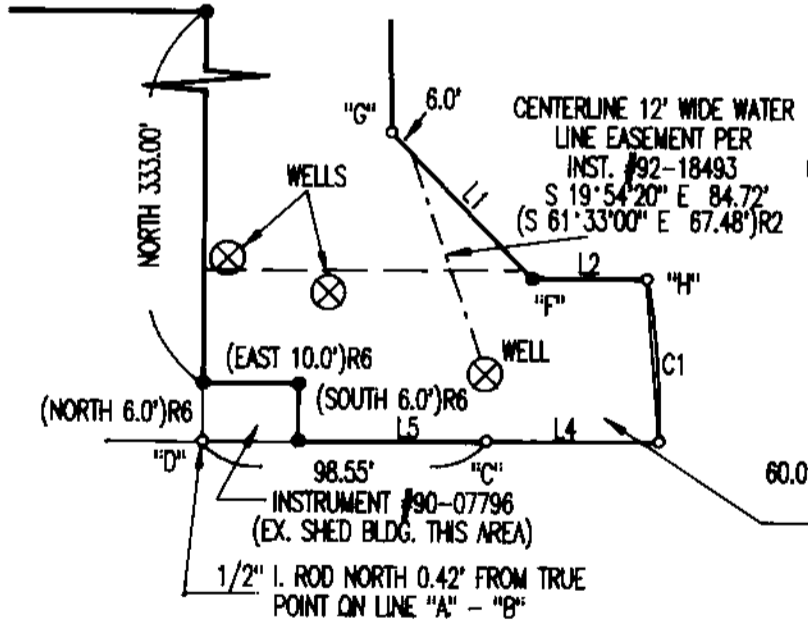 "G"
6.0'
CENTERLINE 12' WIDE WATER
LINE EASEMENT PER
INST. #92-18493
S 19°54'20" E 84.72'
(S 61°33'00" E 67.48')R2
NORTH 333.00'
WELLS
L1
L2
"F"
"H"
(EAST 10.0')R6
WELL
C1
(NORTH 6.0')R6
(SOUTH 6.0')R6
L5
L4
"D"
98.55'
"C"
60.0
INSTRUMENT #90-07796
(EX. SHED BLDG. THIS AREA)
1/2" I. ROD NORTH 0.42' FROM TRUE
POINT ON LINE "A" - "B"